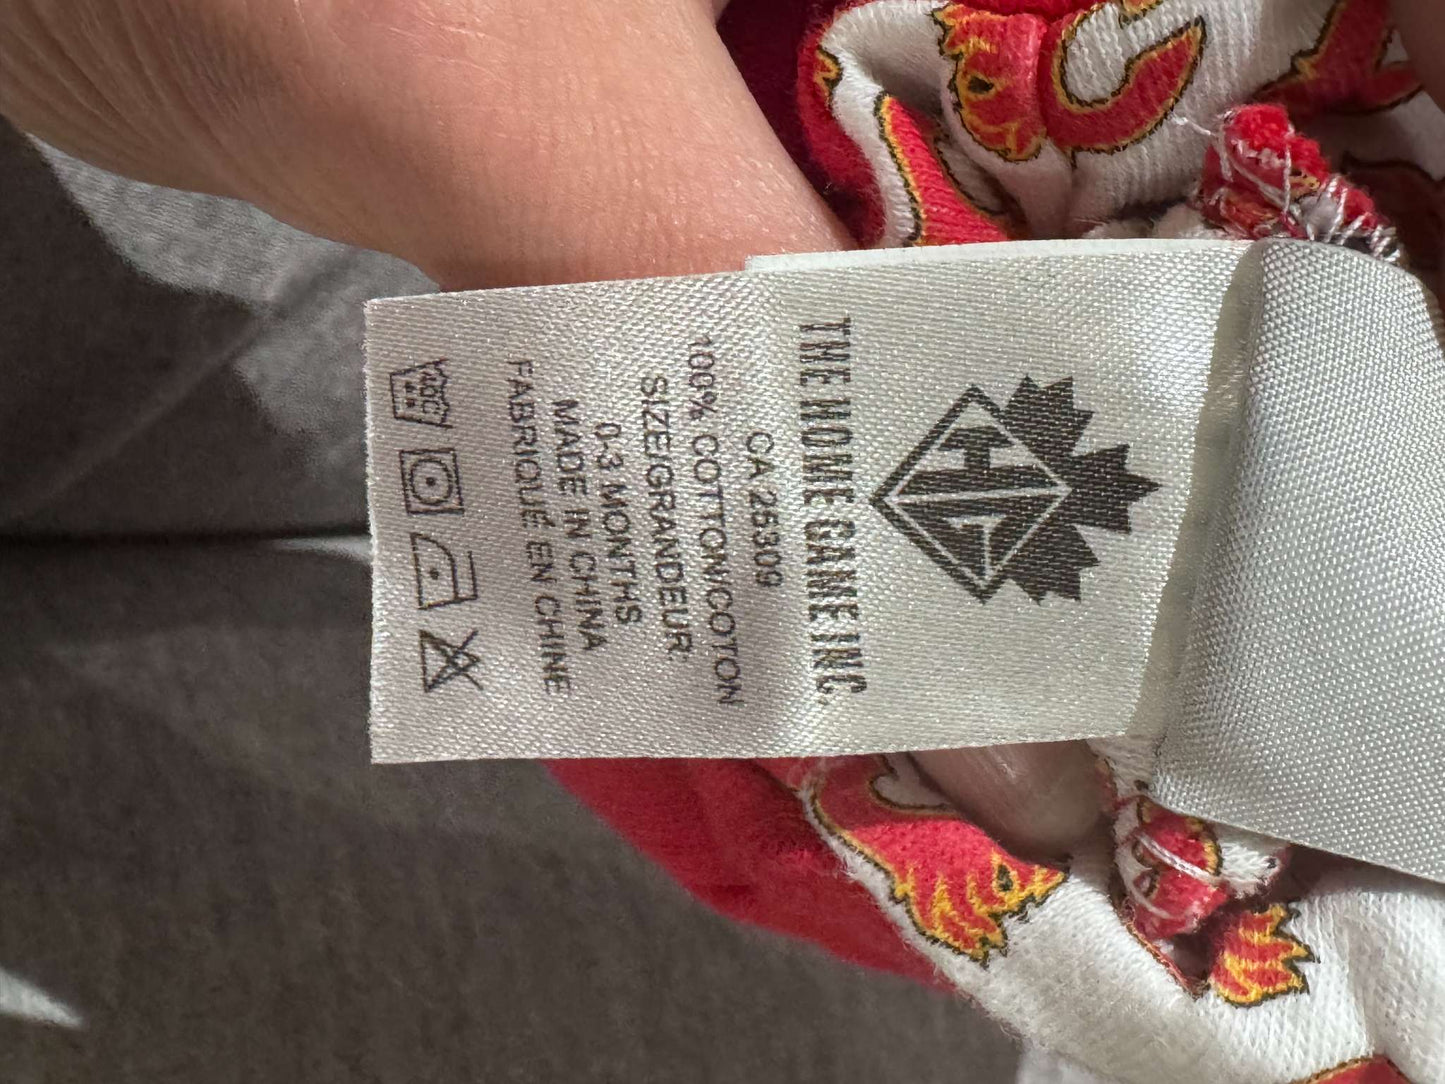 THE HOME GAME INC.
CA 25309
100% COTTON/COTON
SIZE/GRANDEUR:
0-3 MONTHS
MADE IN CHINA
FABRIQUÉ EN CHINE
40C